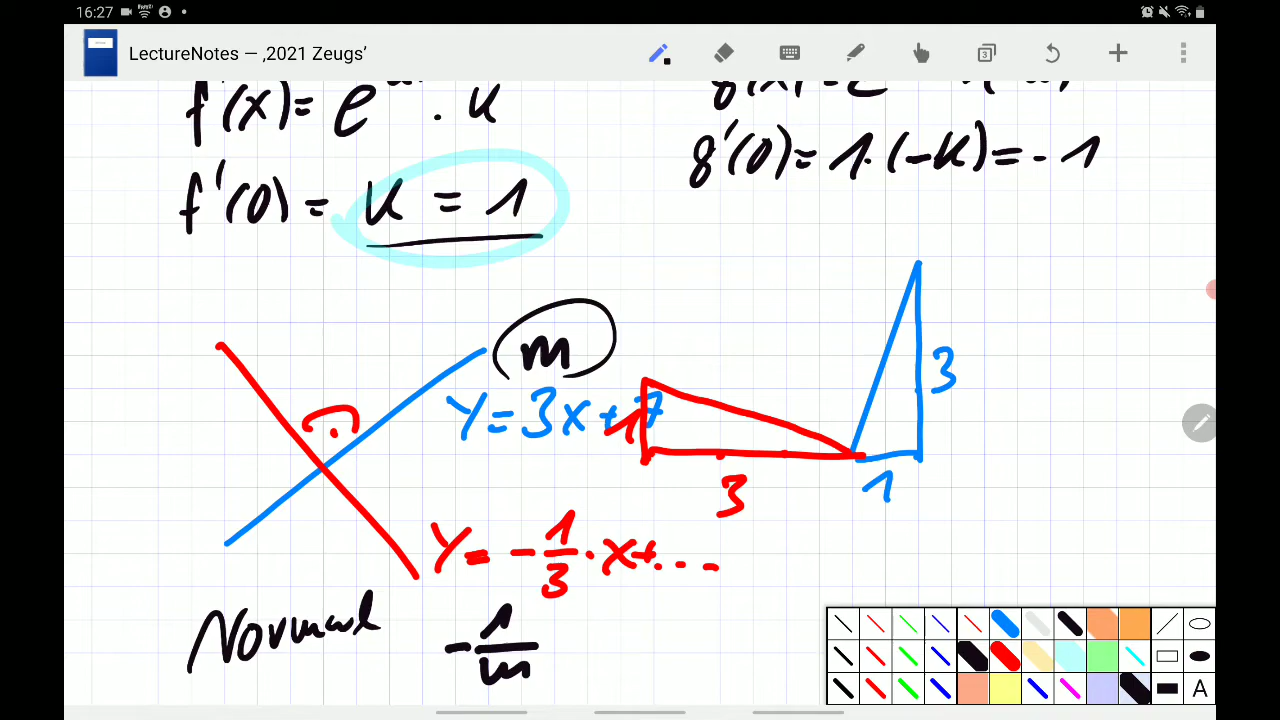 16:27
LectureNotes — ‚2021 Zeugs’
3
f'(x) = e · k
f'(0) = k = 1
g'(0) = 1 · (-k) = -1
m
y = 3x + 7
1
3
3
1
y = - 1/3 · x + ...
Normal
- 1/m
A